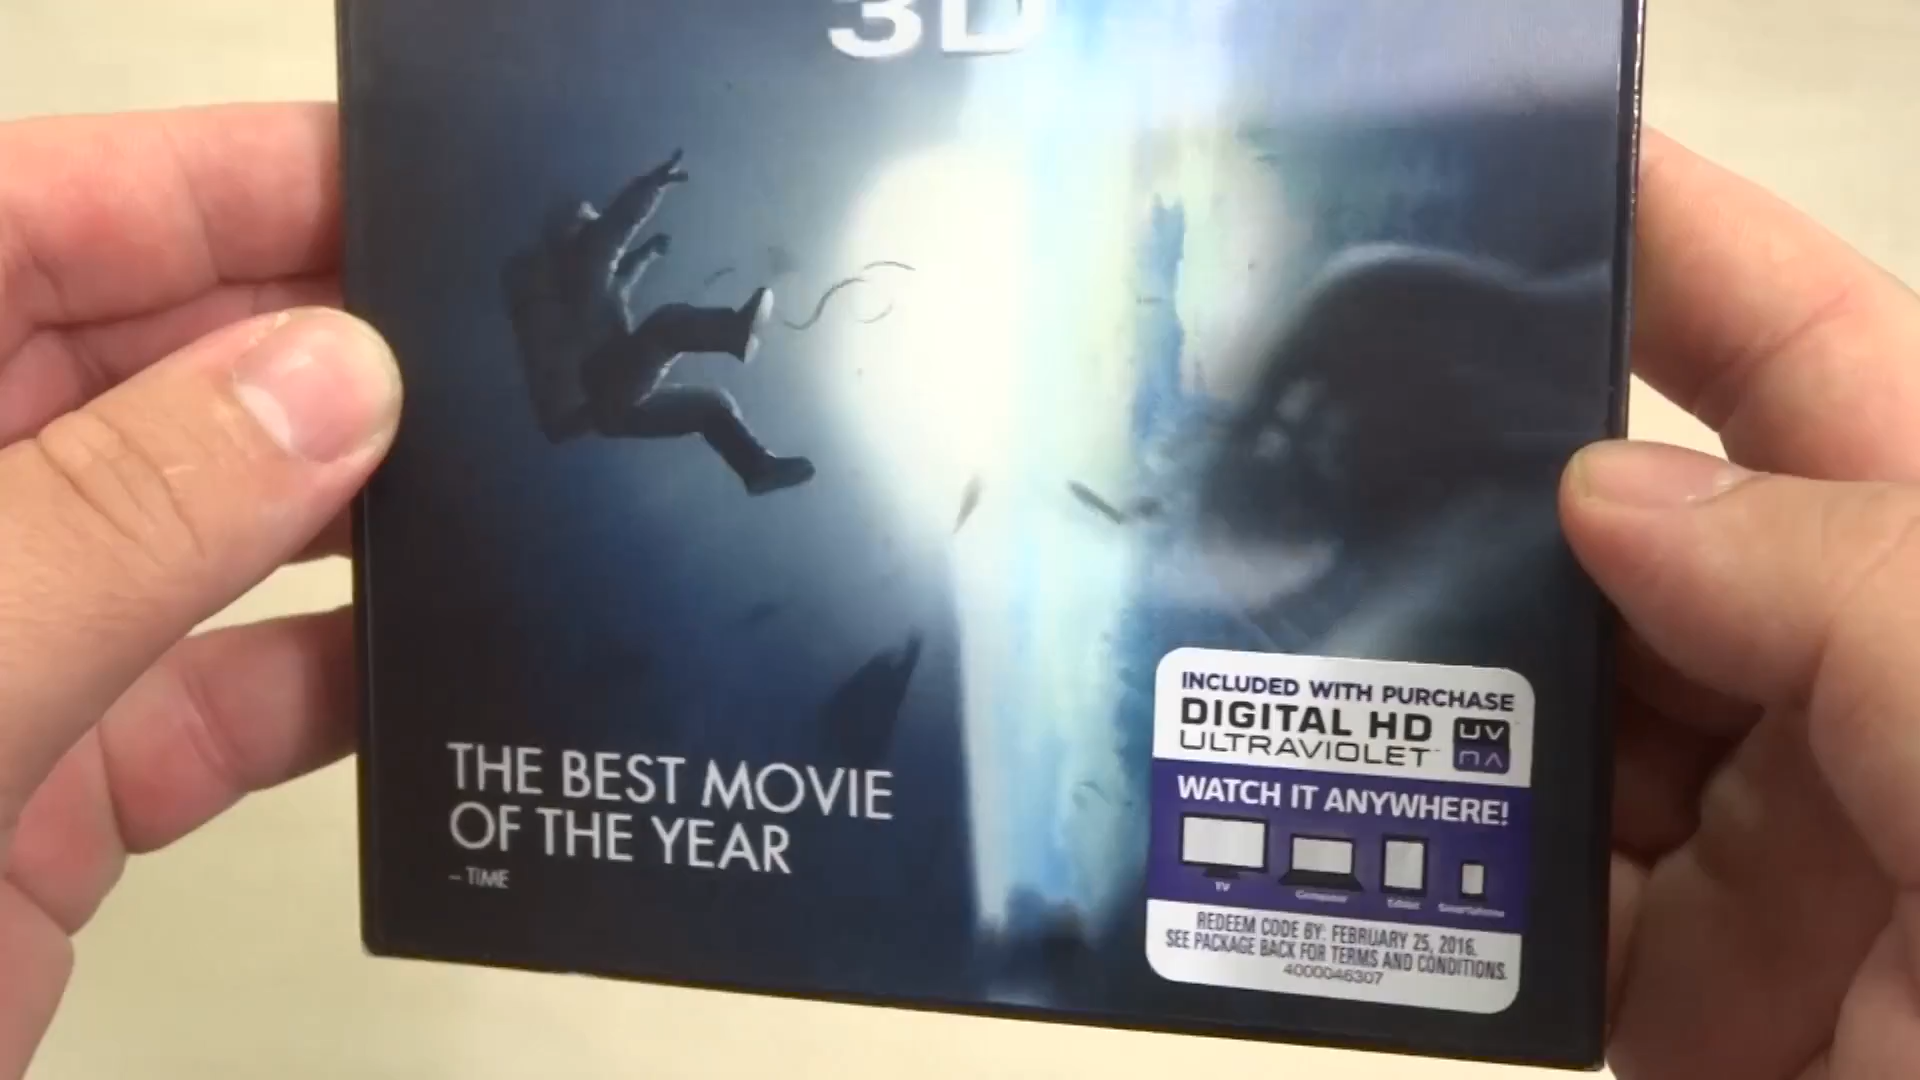 3D
THE BEST MOVIE
OF THE YEAR
– TIME
INCLUDED WITH PURCHASE
DIGITAL HD
ULTRAVIOLET™
UV
WATCH IT ANYWHERE!
TV Computer Tablet Smartphone
REDEEM CODE BY: FEBRUARY 25, 2016.
SEE PACKAGE BACK FOR TERMS AND CONDITIONS.
4000046307